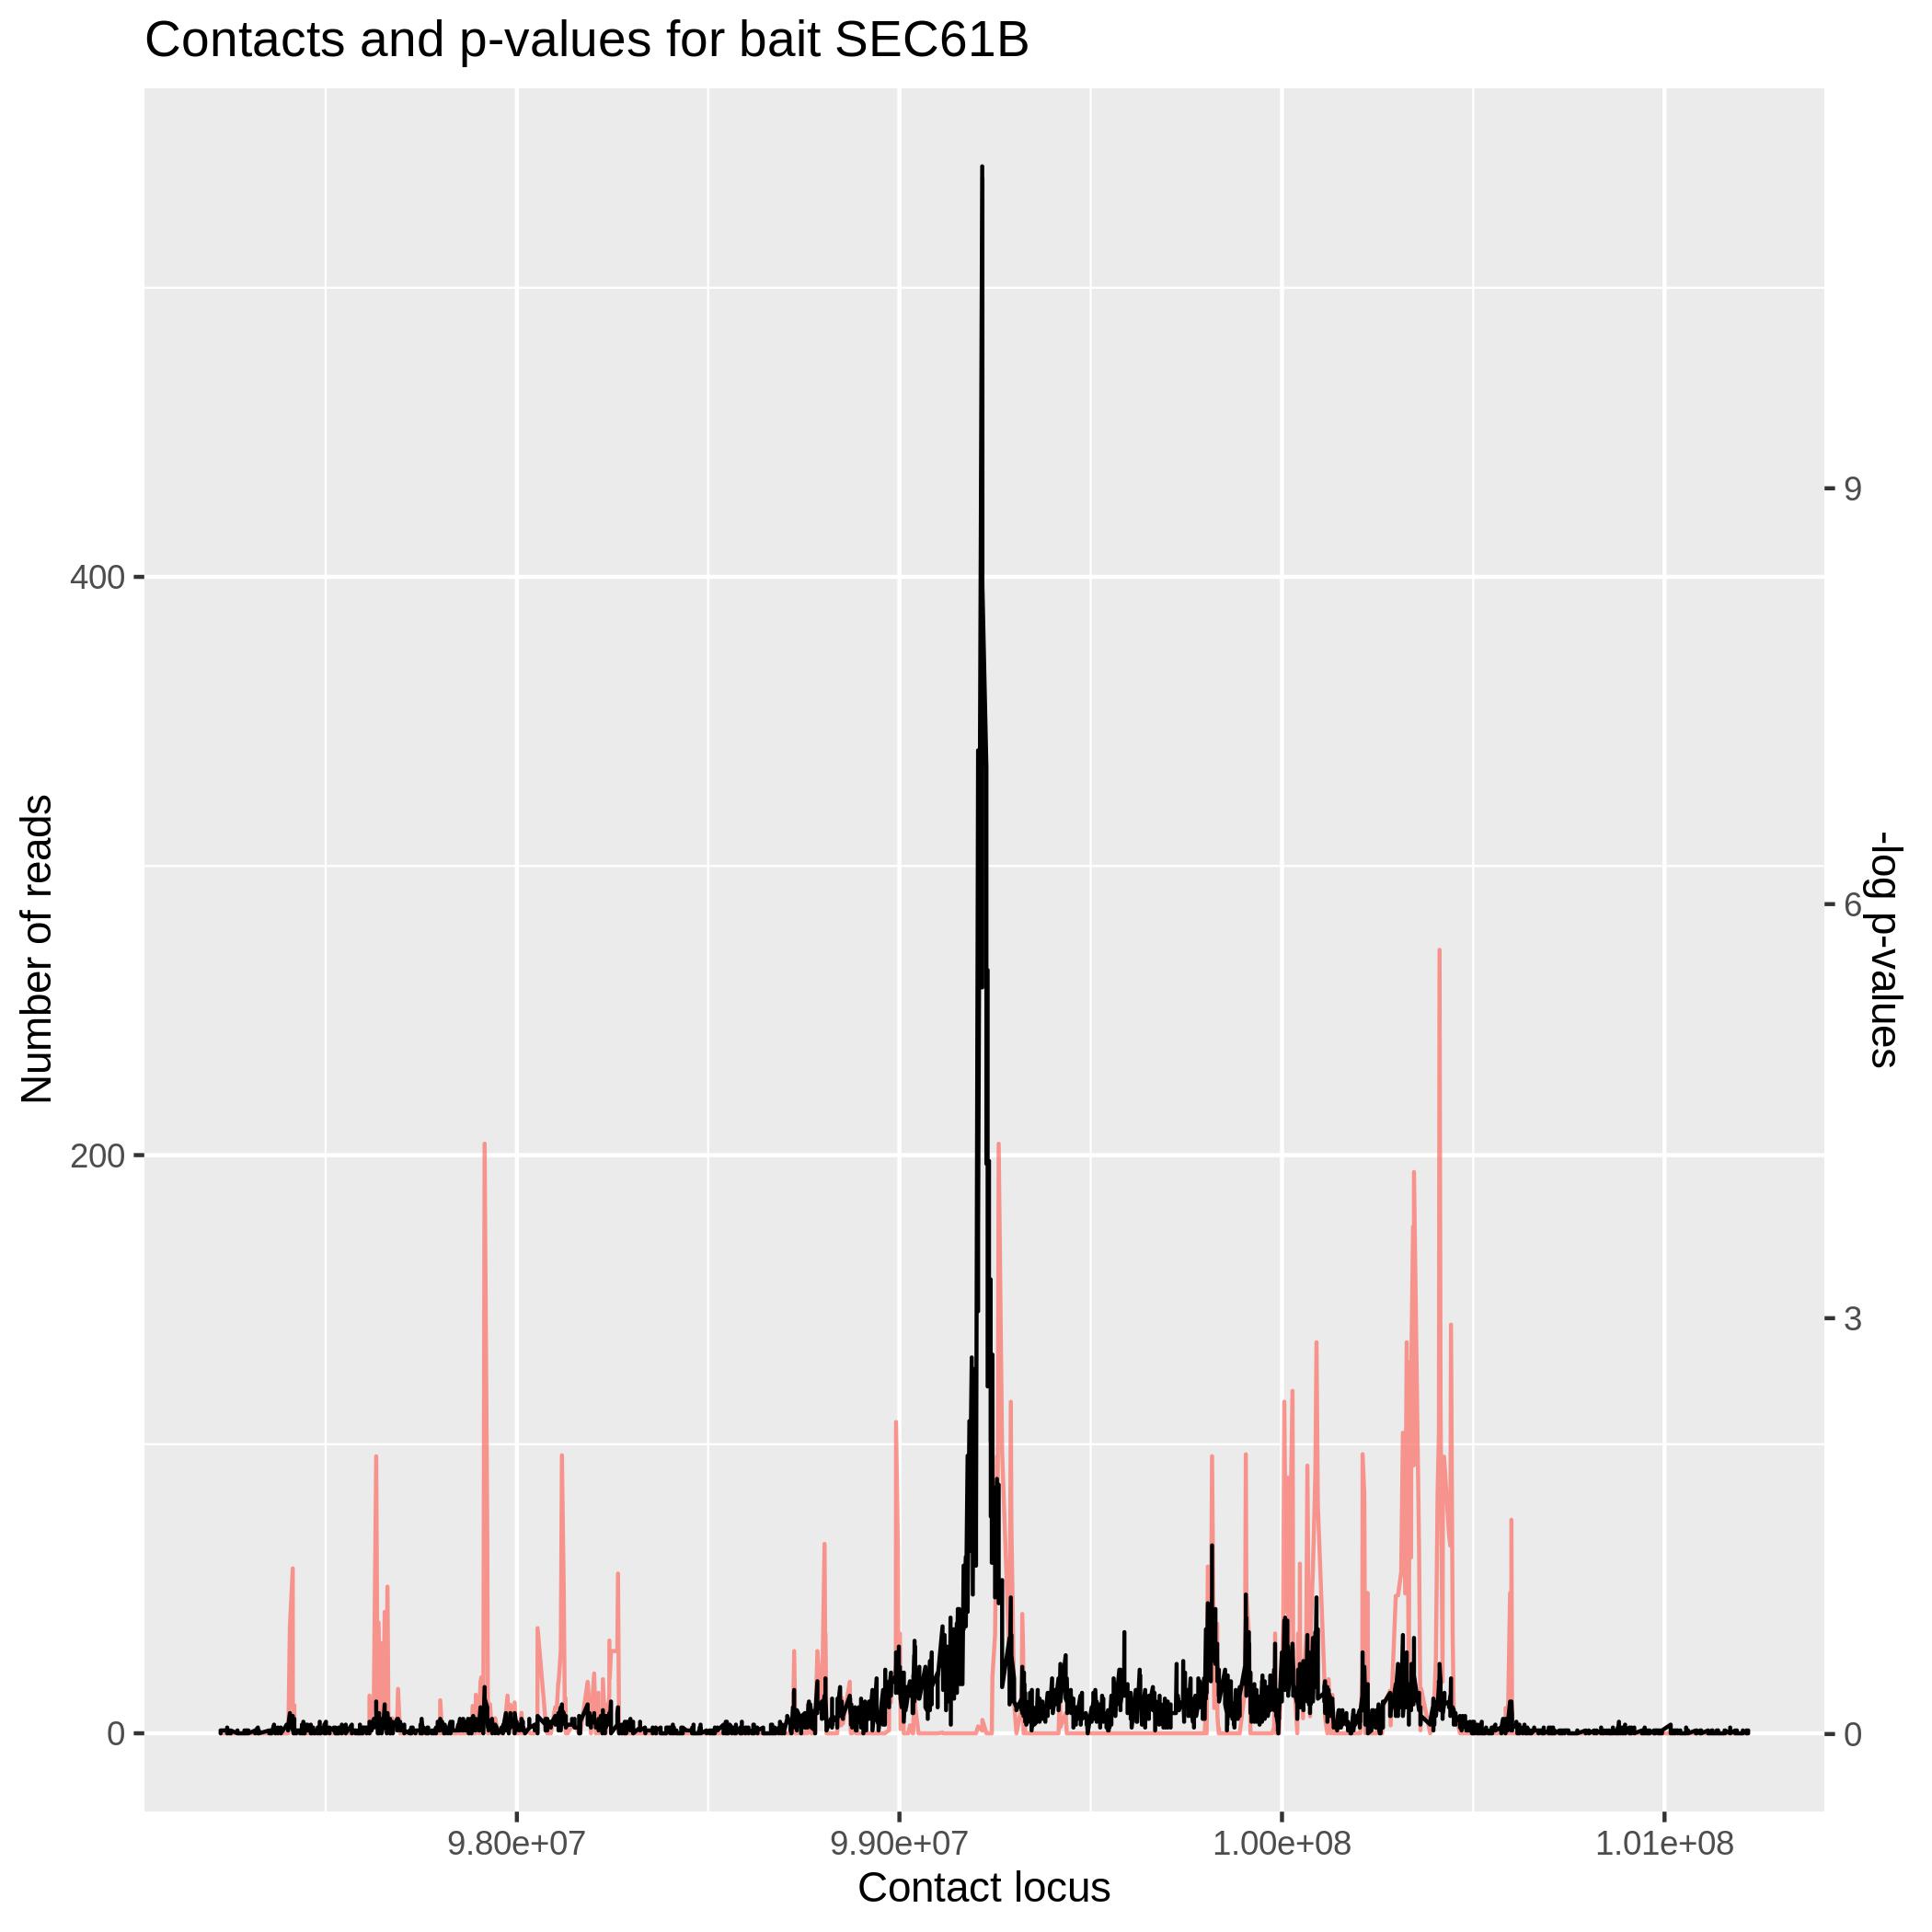 Contacts and p-values for bait SEC61B
Number of reads
400
200
0
9
6
3
0
-log p-values
9.80e+07 9.90e+07 1.00e+08 1.01e+08
Contact locus